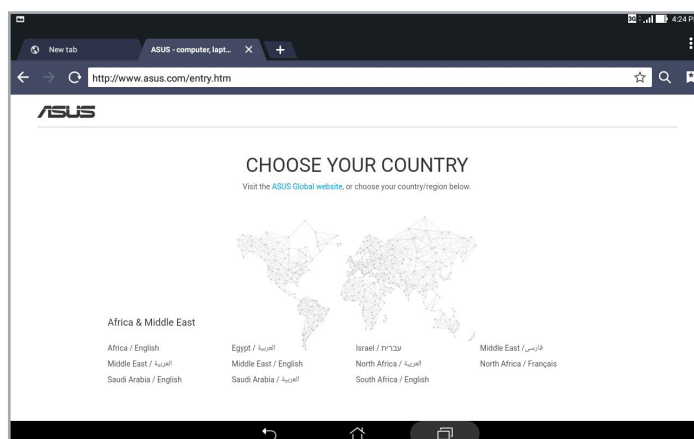 3G 4:24 P
New tab
ASUS - computer, lapt...
http://www.asus.com/entry.htm
ASUS
CHOOSE YOUR COUNTRY
Visit the ASUS Global website, or choose your country/region below.
Africa & Middle East
Africa / English
Egypt / العربية
Israel / עברית
Middle East / فارسی
Middle East / العربية
Middle East / English
North Africa / العربية
North Africa / Français
Saudi Arabia / English
Saudi Arabia / العربية
South Africa / English